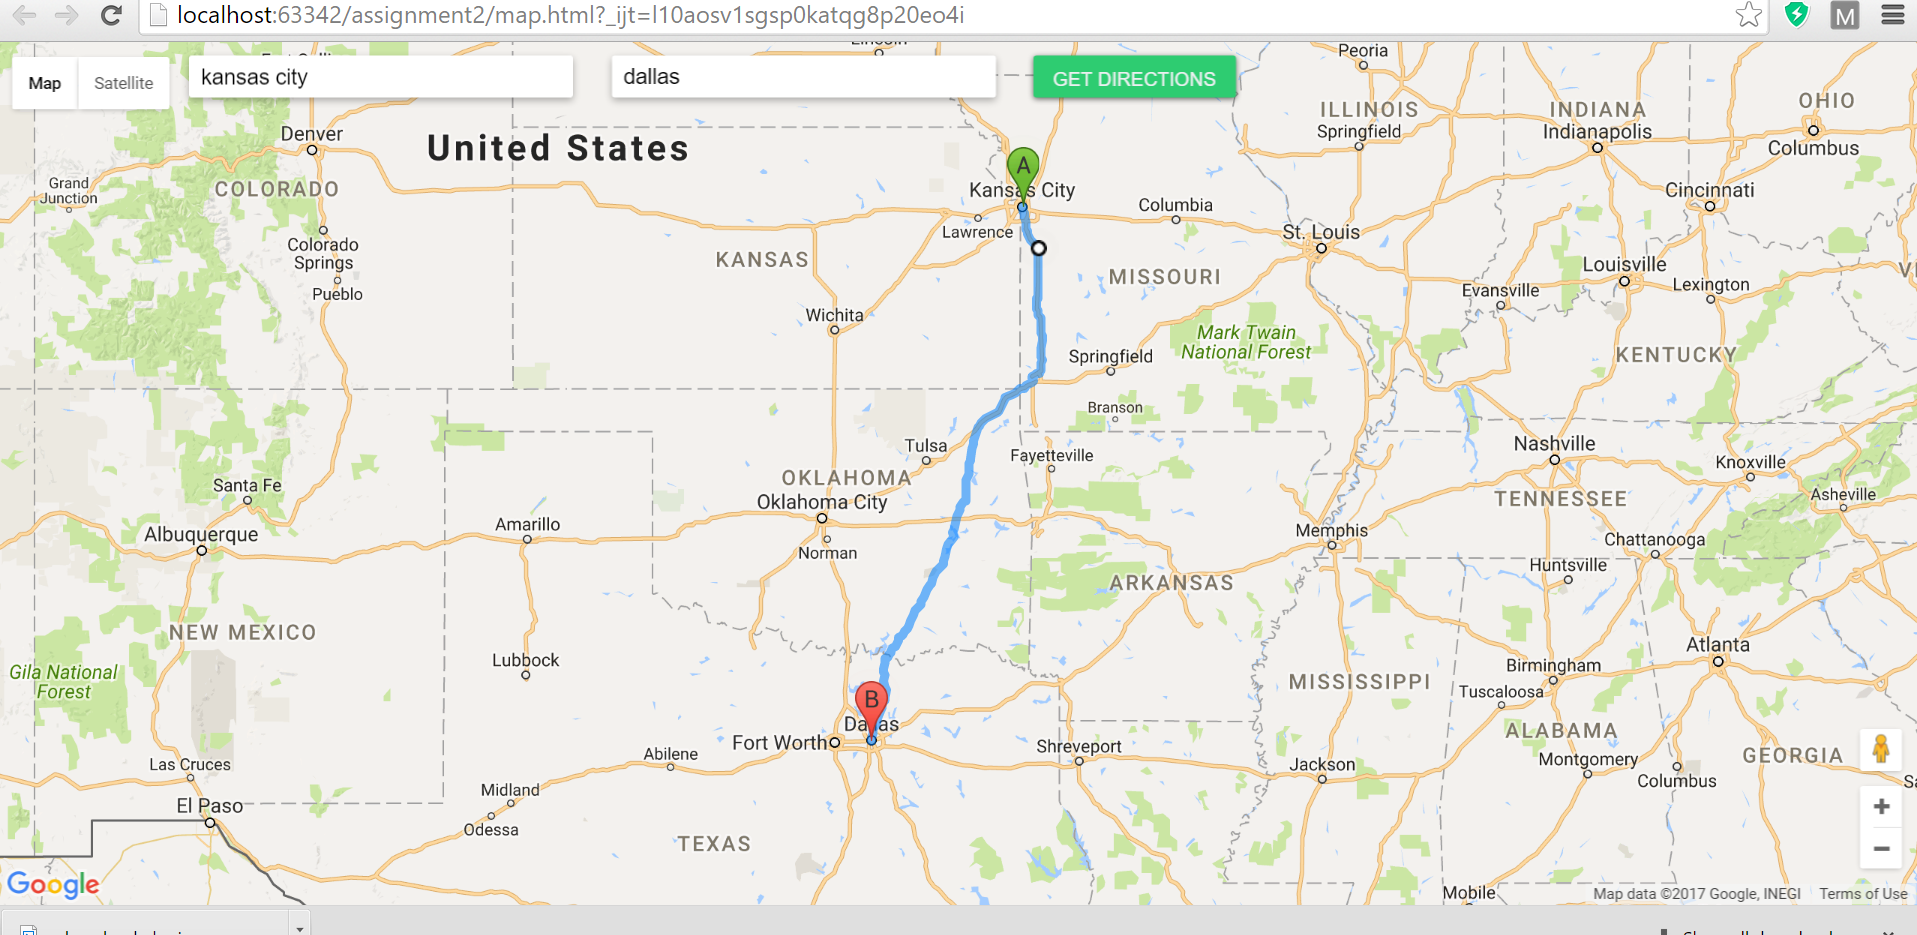 localhost:63342/assignment2/map.html?_ijt=l10aosv1sgsp0katqg8p20eo4i
M
Map
Satellite
kansas city
dallas
GET DIRECTIONS
Peoria
ILLINOIS
Springfield
INDIANA
Indianapolis
OHIO
Columbus
Denver
United States
A
Grand
Junction
COLORADO
Kansas City
Columbia
Cincinnati
Colorado
Springs
Lawrence
St. Louis
KANSAS
MISSOURI
Louisville
Lexington
Pueblo
Evansville
Wichita
Mark Twain
National Forest
Springfield
KENTUCKY
Branson
Tulsa
Fayetteville
Nashville
Knoxville
OKLAHOMA
Oklahoma City
Santa Fe
TENNESSEE
Asheville
Amarillo
Albuquerque
Memphis
Chattanooga
Norman
Huntsville
ARKANSAS
NEW MEXICO
Atlanta
Lubbock
Birmingham
Gila National
Forest
MISSISSIPPI
Tuscaloosa
B
Dallas
Fort Worth
ALABAMA
Abilene
Shreveport
GEORGIA
Las Cruces
Jackson
Montgomery
Columbus
Midland
El Paso
Odessa
TEXAS
Google
Mobile
Map data ©2017 Google, INEGI
Terms of Use